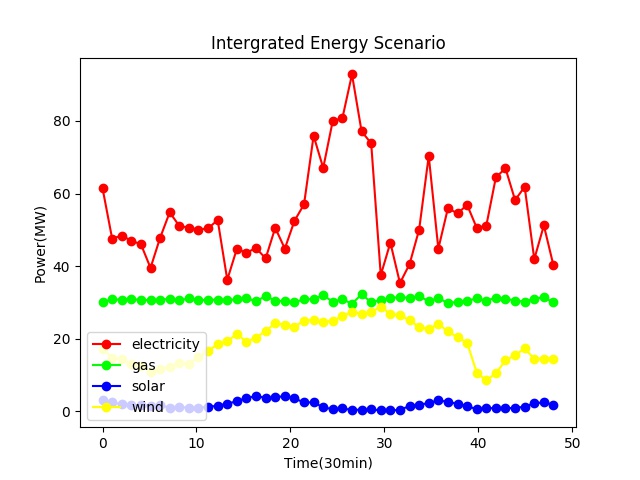 Intergrated Energy Scenario
Power(MW)
80
60
40
20
0
electricity
gas
solar
wind
0 10 20 30 40 50
Time(30min)